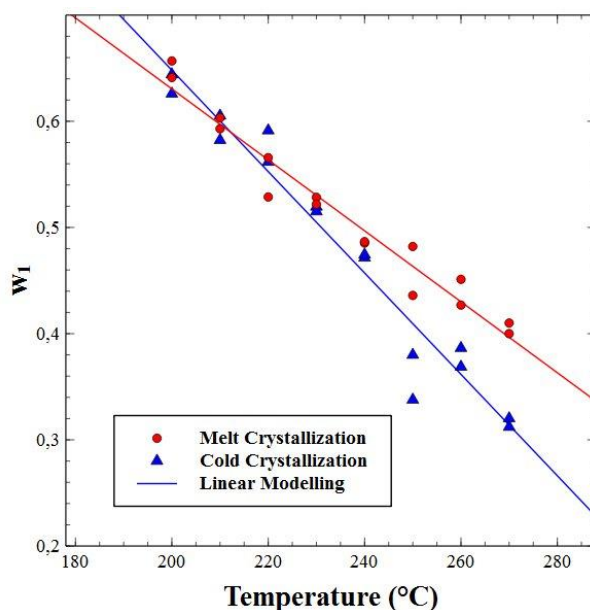 0,6
0,5
w1
0,4
0,3
0,2
Melt Crystallization
Cold Crystallization
Linear Modelling
180 200 220 240 260 280
Temperature (°C)